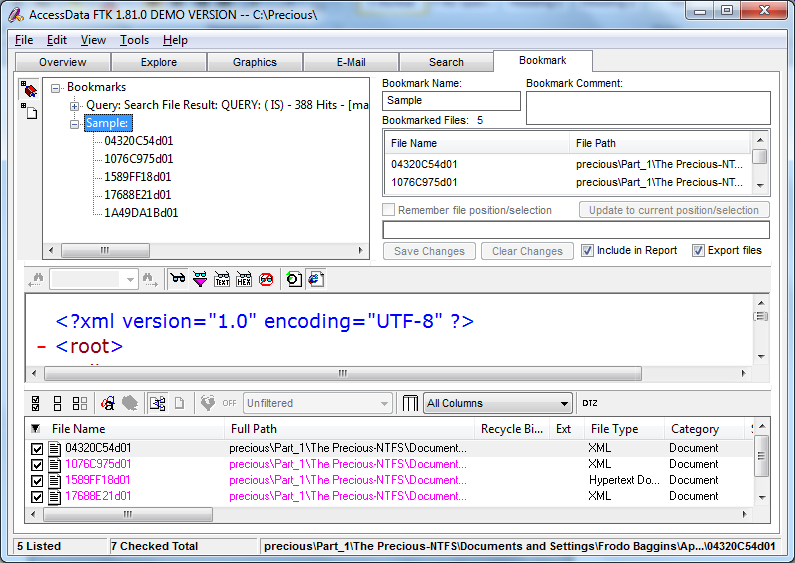 AccessData FTK 1.81.0 DEMO VERSION -- C:\Precious\
File Edit View Tools Help
Overview Explore Graphics E-Mail Search Bookmark
Bookmarks
Query: Search File Result: QUERY: ( IS) - 388 Hits - [ma
Sample:
04320C54d01
1076C975d01
1589FF18d01
17688E21d01
1A49DA1Bd01
Bookmark Name: Bookmark Comment:
Sample
Bookmarked Files: 5
File Name File Path
04320C54d01 precious\Part_1\The Precious-NT...
1076C975d01 precious\Part_1\The Precious-NT...
Remember file position/selection Update to current position/selection
Save Changes Clear Changes Include in Report Export files
TEXT HEX
<?xml version="1.0" encoding="UTF-8" ?>
- <root>
OFF Unfiltered All Columns DTZ
File Name Full Path Recycle Bi... Ext File Type Category
04320C54d01 precious\Part_1\The Precious-NTFS\Document... XML Document
1076C975d01 precious\Part_1\The Precious-NTFS\Document... XML Document
1589FF18d01 precious\Part_1\The Precious-NTFS\Document... Hypertext Do... Document
17688E21d01 precious\Part_1\The Precious-NTFS\Document... XML Document
5 Listed 7 Checked Total precious\Part_1\The Precious-NTFS\Documents and Settings\Frodo Baggins\Ap...\04320C54d01